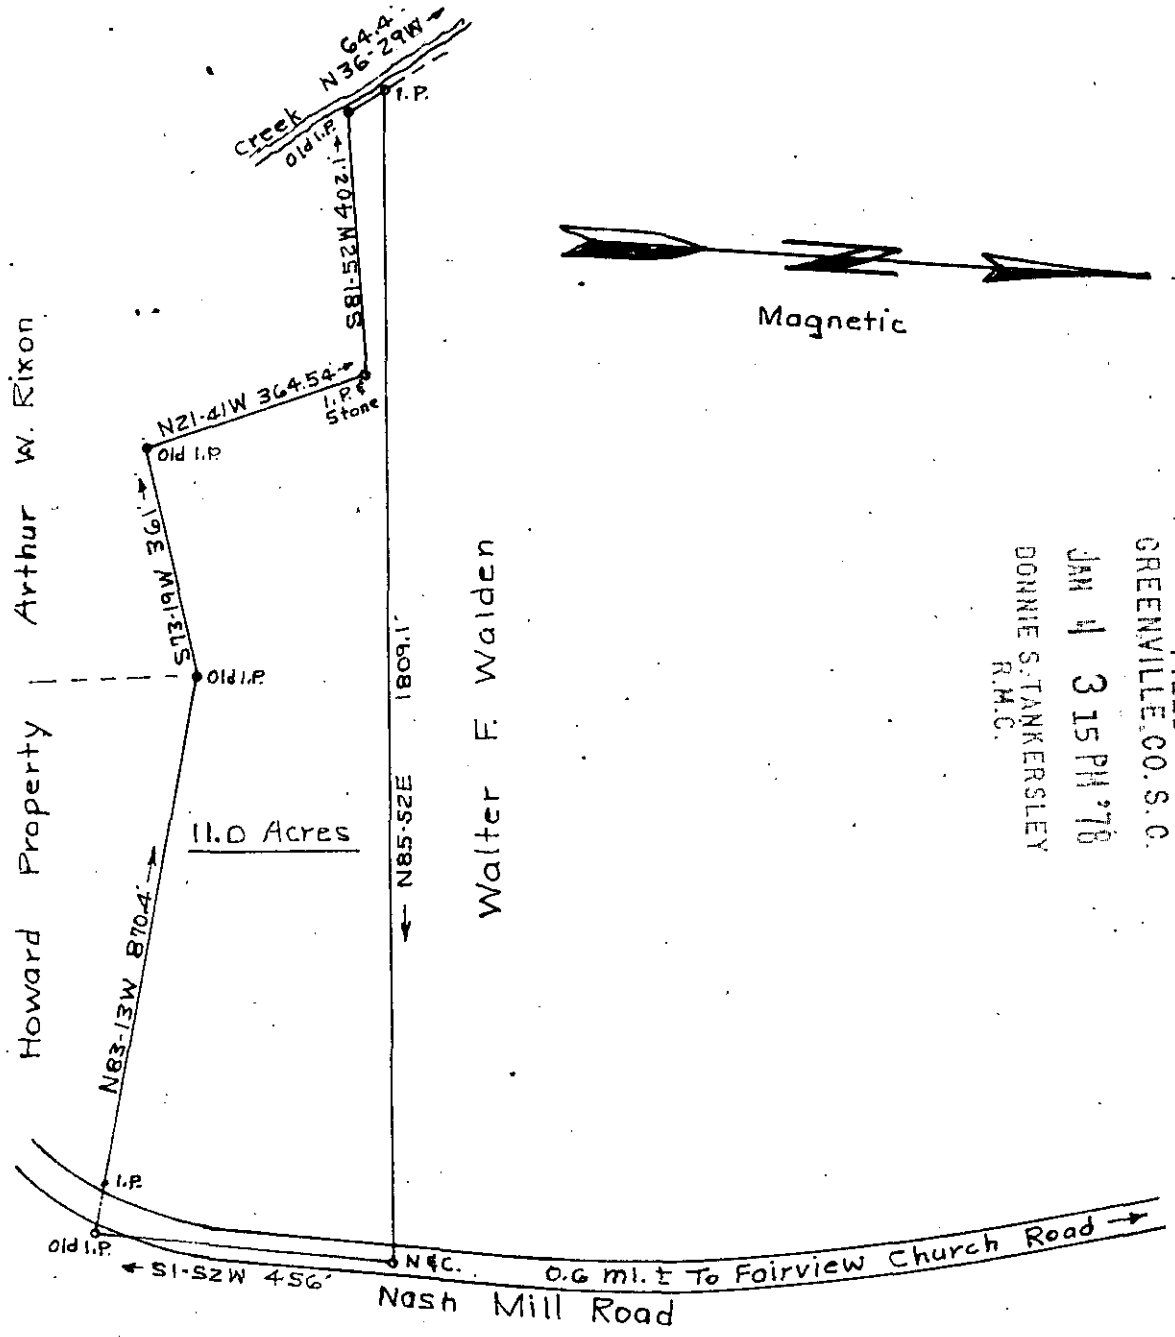 64.4'
N36-29W
creek
Old I.P.
I.P.
S81-52W 402.1'
Magnetic
N21-41W 364.54'
I.P. &
Stone
Old I.P.
S73-19W 361'
Old I.P.
Arthur W. Rixon
Howard Property
11.0 Acres
N85-52E 1809.1'
Walter F. Walden
N83-13W 870.4'
I.P.
Old I.P.
S1-52W 456'
N&C.
0.6 mi. ± To Fairview Church Road
Nash Mill Road
GREENVILLE CO. S.C.
JAN 4 3 15 PM '78
DONNIE S. TANKERSLEY
R.M.C.